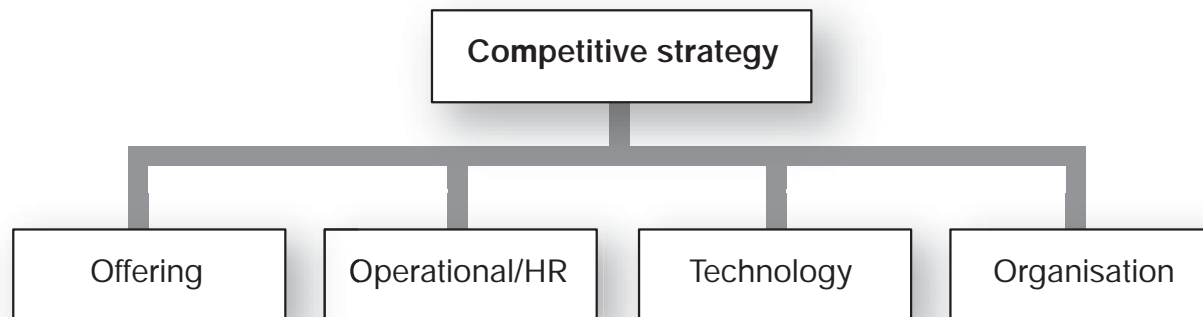 Competitive strategy
Offering
Operational/HR
Technology
Organisation